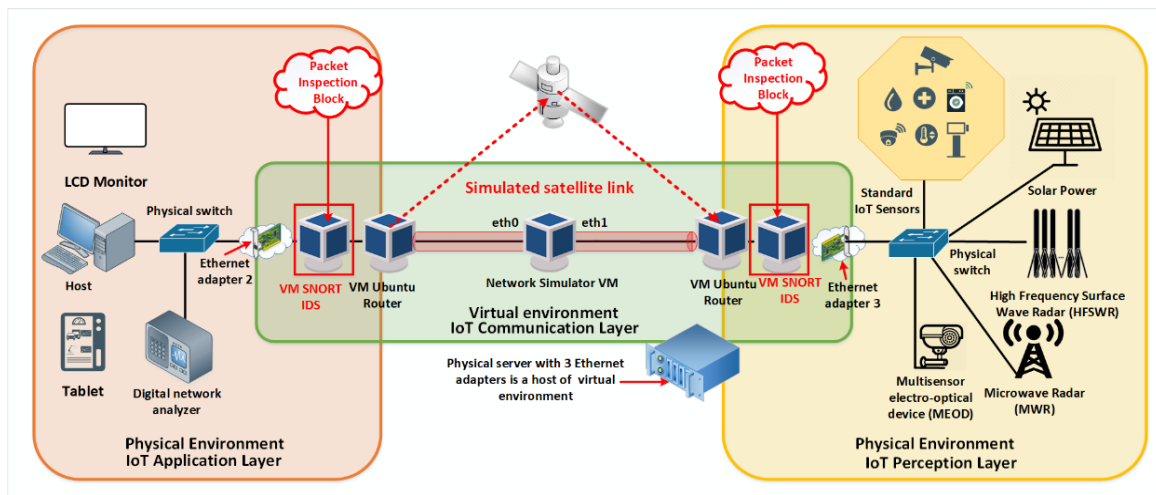 Packet
Inspection
Block
LCD Monitor
Physical switch
Host
Ethernet
adapter 2
VM SNORT
IDS
VM Ubuntu
Router
Tablet
Digital network
analyzer
Physical Environment
IoT Application Layer
Simulated satellite link
eth0
eth1
Network Simulator VM
Virtual environment
IoT Communication Layer
Physical server with 3 Ethernet
adapters is a host of virtual
environment
Packet
Inspection
Block
VM Ubuntu
Router
VM SNORT
IDS
Ethernet
adapter 3
Standard
IoT Sensors
Solar Power
Physical
switch
High Frequency Surface
Wave Radar (HFSWR)
Multisensor
electro-optical
device (MEOD)
Microwave Radar
(MWR)
Physical Environment
IoT Perception Layer